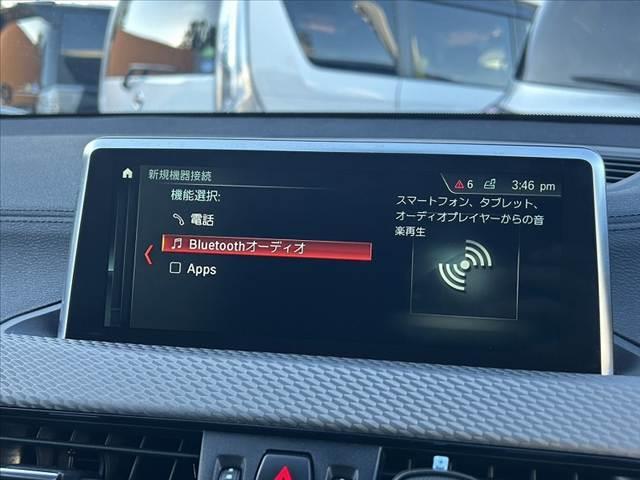 新規機器接続
6 3:46 pm
機能選択:
電話
Bluetoothオーディオ
Apps
スマートフォン、タブレット、
オーディオプレイヤーからの音
楽再生